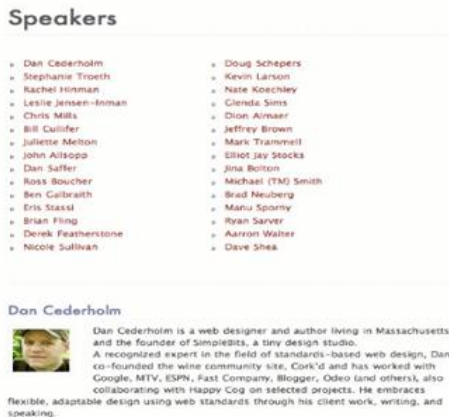 Speakers
Dan Cederholm
Stephanie Troeth
Rachel Hinman
Leslie Jensen-Inman
Chris Mills
Bill Cullifer
Juliette Melton
John Allsopp
Dan Saffer
Ross Boucher
Ben Galbraith
Eris Stassi
Brian Fling
Derek Featherstone
Nicole Sullivan
Doug Schepers
Kevin Larson
Nate Koechley
Glenda Sims
Dion Almaer
Jeffrey Brown
Mark Trammell
Elliot Jay Stocks
Jina Bolton
Michael (TM) Smith
Brad Neuberg
Manu Sporny
Ryan Sarver
Aarron Walter
Dave Shea
Dan Cederholm
Dan Cederholm is a web designer and author living in Massachusetts
and the founder of SimpleBits, a tiny design studio.
A recognized expert in the field of standards-based web design, Dan
co-founded the wine community site, Cork'd and has worked with
Google, MTV, ESPN, Fast Company, Blogger, Odeo (and others), also
collaborating with Happy Cog on selected projects. He embraces
flexible, adaptable design using web standards through his client work, writing, and
speaking.